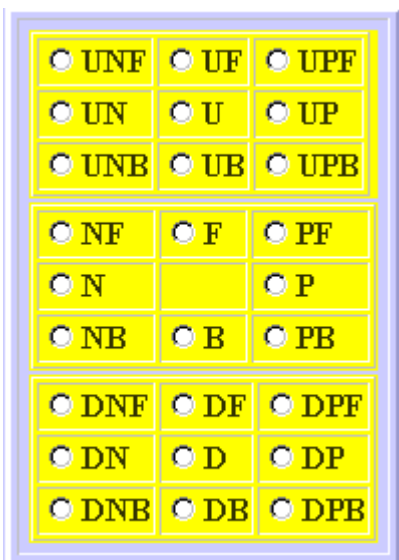 UNF UF UPF
UN U UP
UNB UB UPB
NF F PF
N P
NB B PB
DNF DF DPF
DN D DP
DNB DB DPB